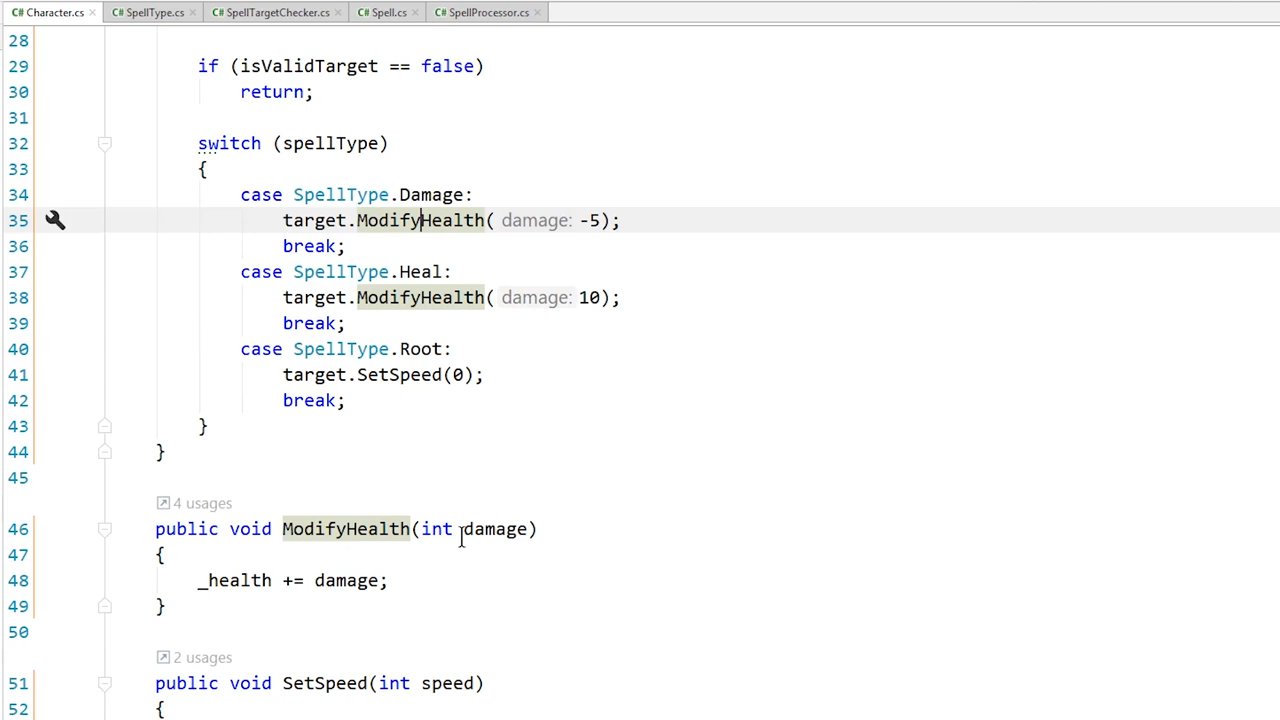 C# Character.cs × C# SpellType.cs × C# SpellTargetChecker.cs × C# Spell.cs × C# SpellProcessor.cs ×
28
29 if (isValidTarget == false)
30 return;
31
32 switch (spellType)
33 {
34 case SpellType.Damage:
35 target.ModifyHealth( damage: -5);
36 break;
37 case SpellType.Heal:
38 target.ModifyHealth( damage: 10);
39 break;
40 case SpellType.Root:
41 target.SetSpeed(0);
42 break;
43 }
44 }
45
4 usages
46 public void ModifyHealth(int damage)
47 {
48 _health += damage;
49 }
50
2 usages
51 public void SetSpeed(int speed)
52 {